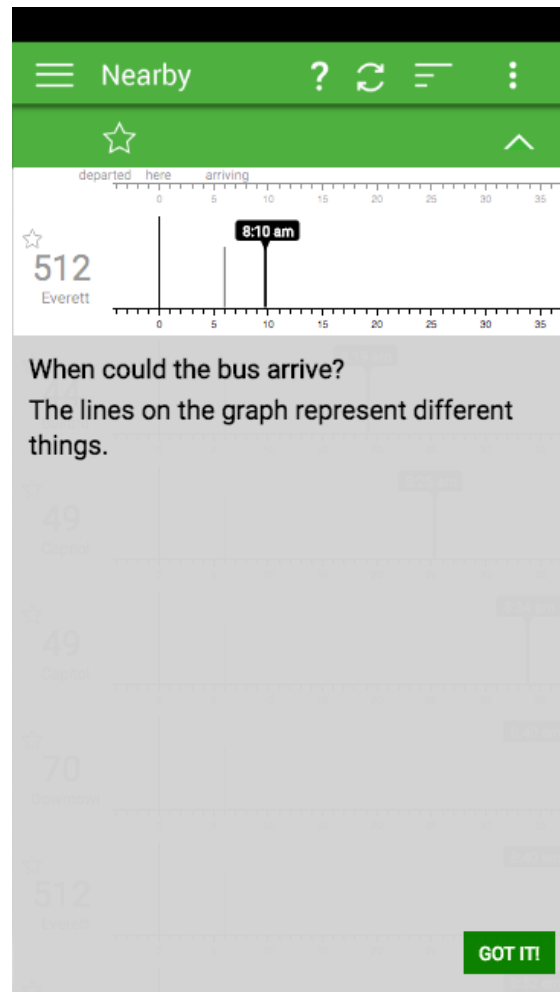 Nearby ?
departed here arriving
0 5 10 15 20 25 30 35
8:10 am
512
Everett
0 5 10 15 20 25 30 35
When could the bus arrive?
The lines on the graph represent different
things.
49
49
70
Downtown
512
GOT IT!